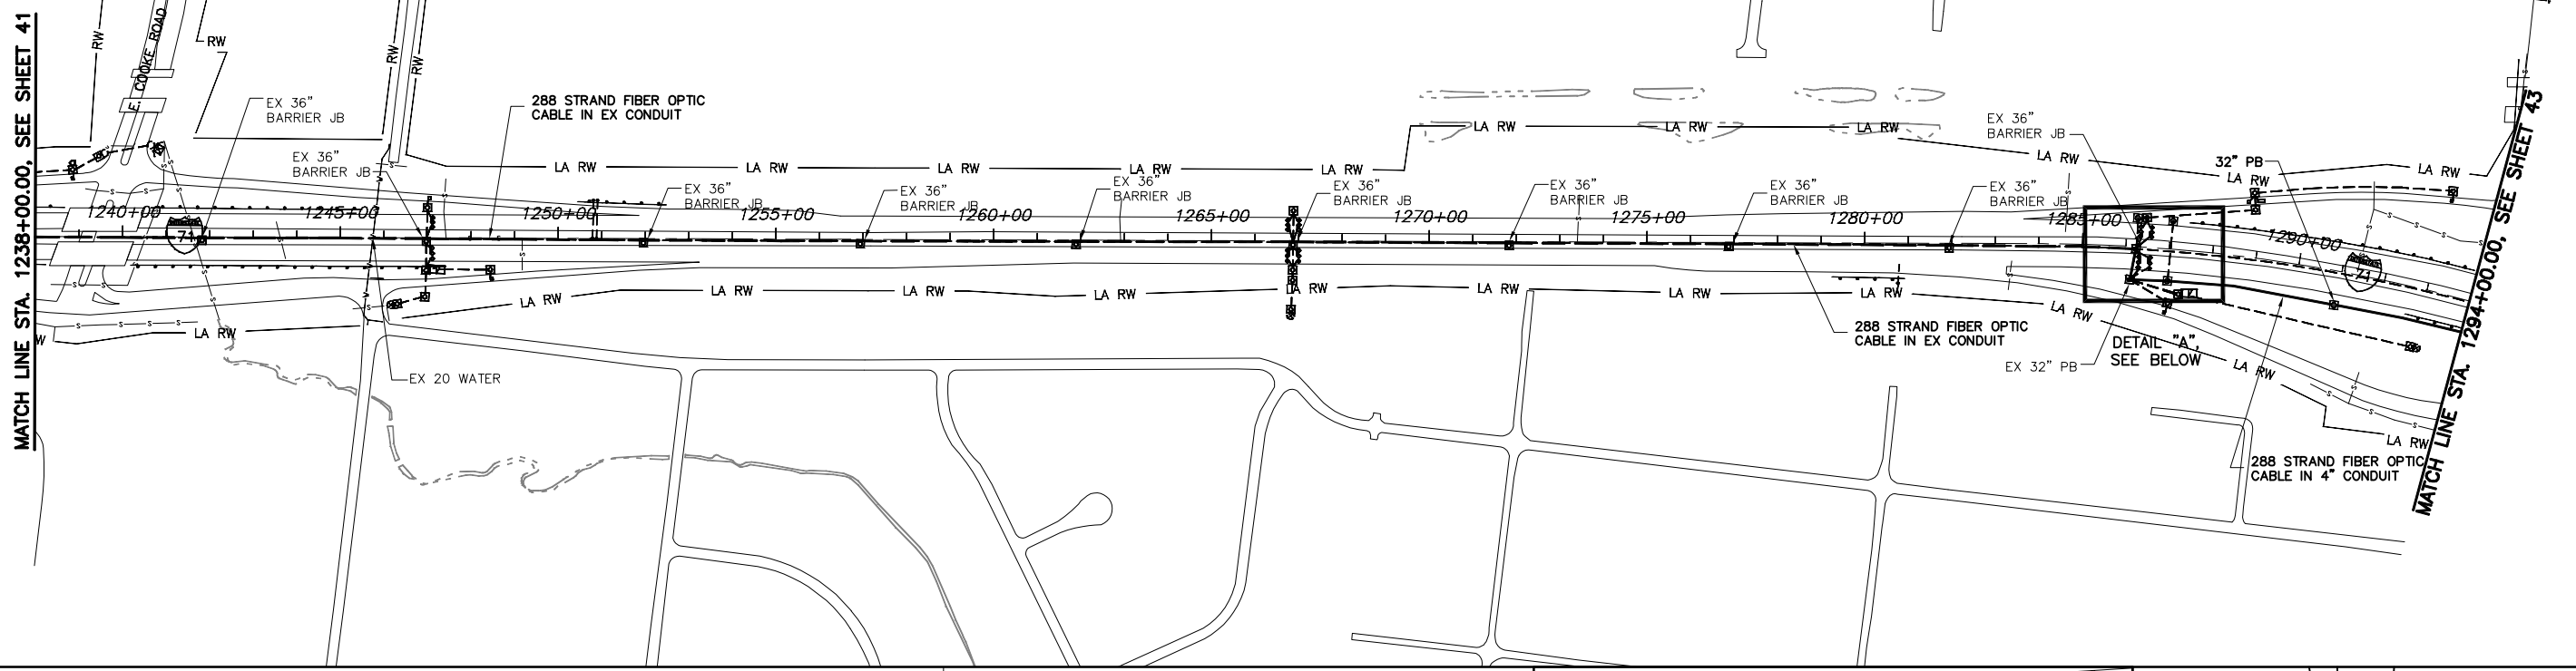 MATCH LINE STA. 1238+00.00, SEE SHEET 41
RW
E. COOKE ROAD
RW
RW
RW
EX 36"
BARRIER JB
EX 36"
BARRIER JB
288 STRAND FIBER OPTIC
CABLE IN EX CONDUIT
LA RW
LA RW
LA RW
LA RW
LA RW
LA RW
LA RW
LA RW
LA RW
LA RW
LA RW
EX 36"
BARRIER JB
EX 36"
BARRIER JB
EX 36"
BARRIER JB
EX 36"
BARRIER JB
EX 36"
BARRIER JB
EX 36"
BARRIER JB
EX 36"
BARRIER JB
EX 36"
BARRIER JB
32" PB
1240+00
1245+00
1250+00
1255+00
1260+00
1265+00
1270+00
1275+00
1280+00
1285+00
1290+00
71
71
LA RW
LA RW
LA RW
LA RW
LA RW
LA RW
LA RW
LA RW
LA RW
LA RW
LA RW
LA RW
LA RW
W
EX 20 WATER
288 STRAND FIBER OPTIC
CABLE IN EX CONDUIT
EX 32" PB
DETAIL "A",
SEE BELOW
288 STRAND FIBER OPTIC
CABLE IN 4" CONDUIT
MATCH LINE STA. 1294+00.00, SEE SHEET 43